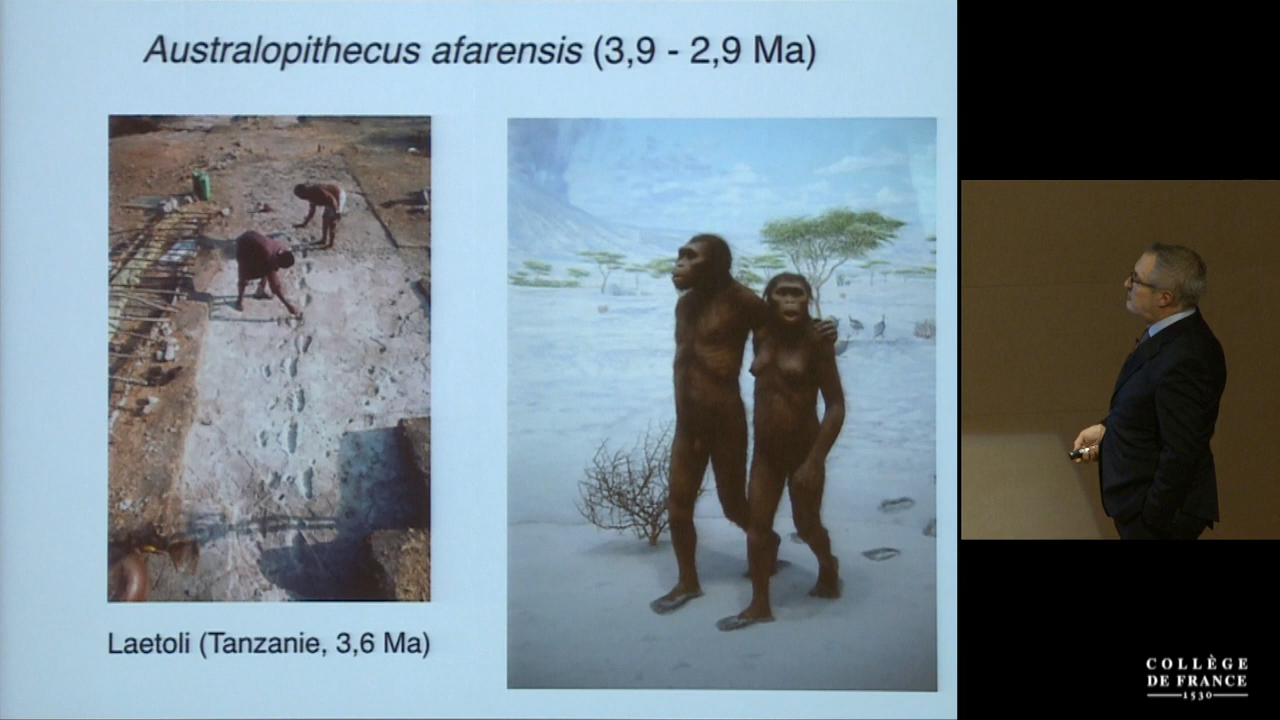 Australopithecus afarensis (3,9 - 2,9 Ma)
Laetoli (Tanzanie, 3,6 Ma)
COLLÈGE
DE FRANCE
1530